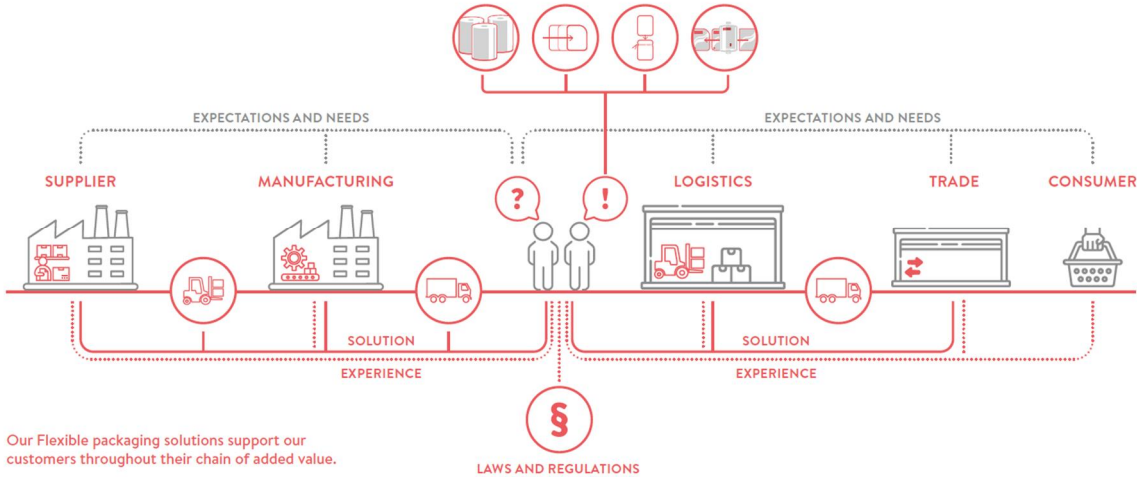 EXPECTATIONS AND NEEDS
EXPECTATIONS AND NEEDS
SUPPLIER
MANUFACTURING
?
!
LOGISTICS
TRADE
CONSUMER
SOLUTION
SOLUTION
EXPERIENCE
EXPERIENCE
§
Our Flexible packaging solutions support our
customers throughout their chain of added value.
LAWS AND REGULATIONS